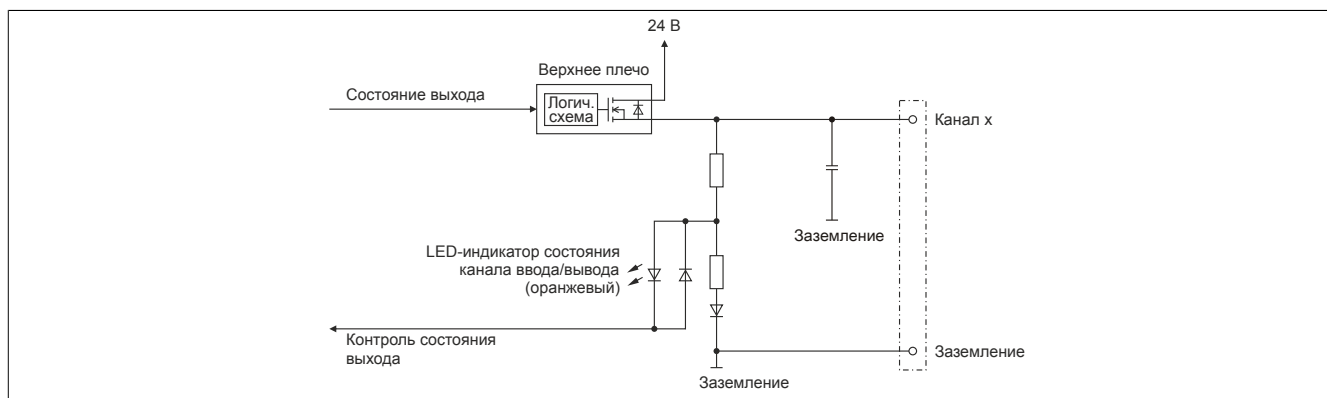 24 В
Верхнее плечо
Состояние выхода
Логич.
схема
Канал x
Заземление
LED-индикатор состояния
канала ввода/вывода
(оранжевый)
Контроль состояния
выхода
Заземление
Заземление